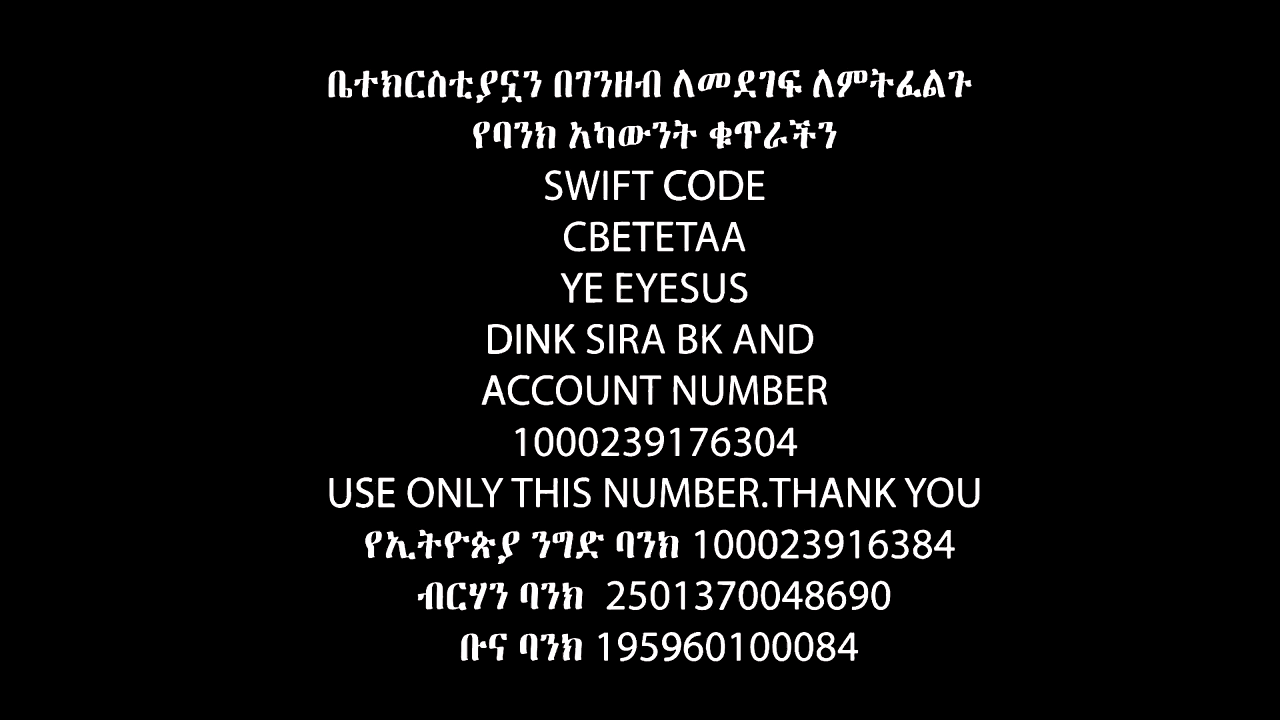 ቤተክርስቲያኗን በገንዘብ ለመደገፍ ለምትፈልጉ
የባንክ አካውንት ቁጥራችን
SWIFT CODE
CBETETAA
YE EYESUS
DINK SIRA BK AND
ACCOUNT NUMBER
1000239176304
USE ONLY THIS NUMBER.THANK YOU
የኢትዮጵያ ንግድ ባንክ 100023916384
ብርሃን ባንክ 2501370048690
ቡና ባንክ 195960100084